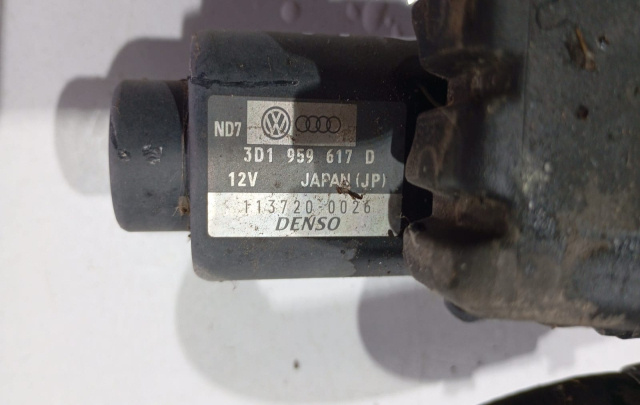 ND7
3D1 959 617 D
12V JAPAN (JP)
113720 0026
DENSO